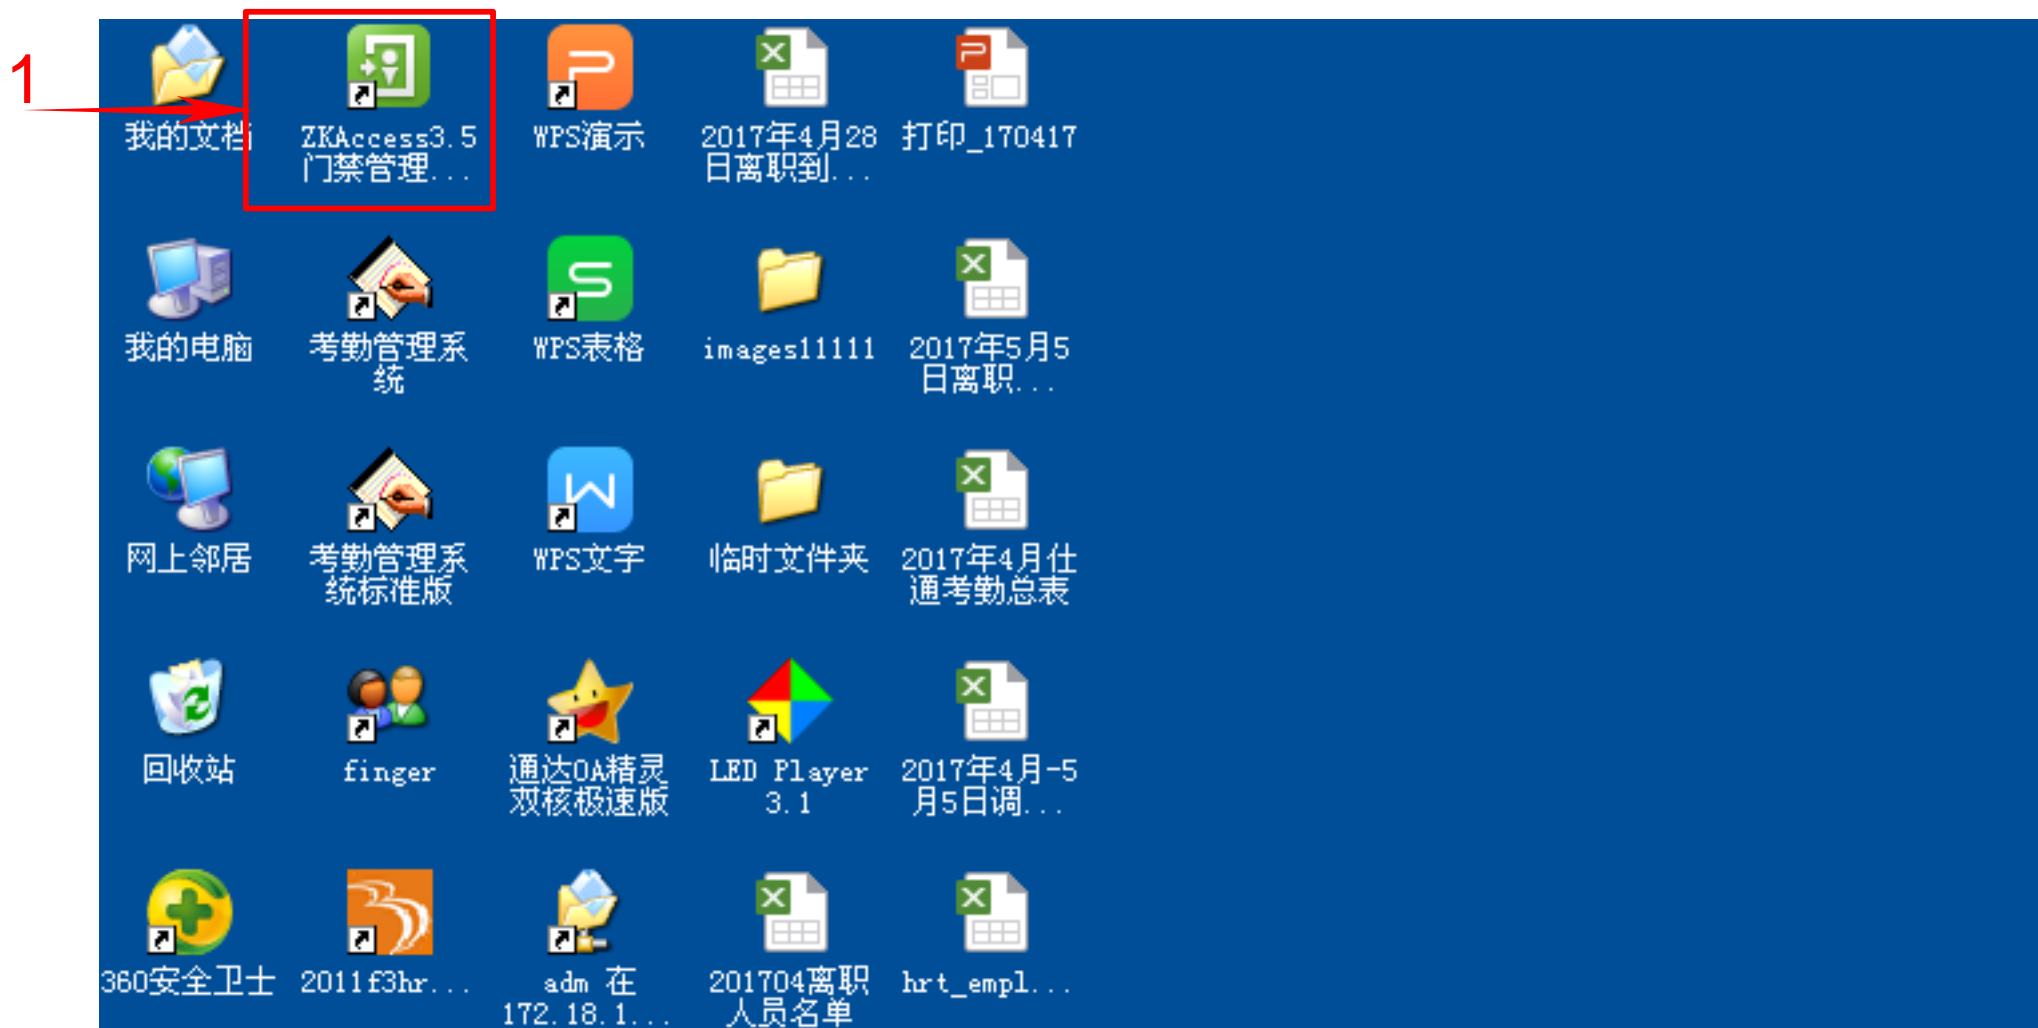 1
我的文档
ZKAccess3.5
门禁管理...
WPS演示
2017年4月28
日离职到...
打印_170417
我的电脑
考勤管理系
统
WPS表格
images11111
2017年5月5
日离职...
网上邻居
考勤管理系
统标准版
WPS文字
临时文件夹
2017年4月仕
通考勤总表
回收站
finger
通达OA精灵
双核极速版
LED Player
3.1
2017年4月-5
月5日调...
360安全卫士
2011f3hr...
adm 在
172.18.1...
201704离职
人员名单
hrt_empl...